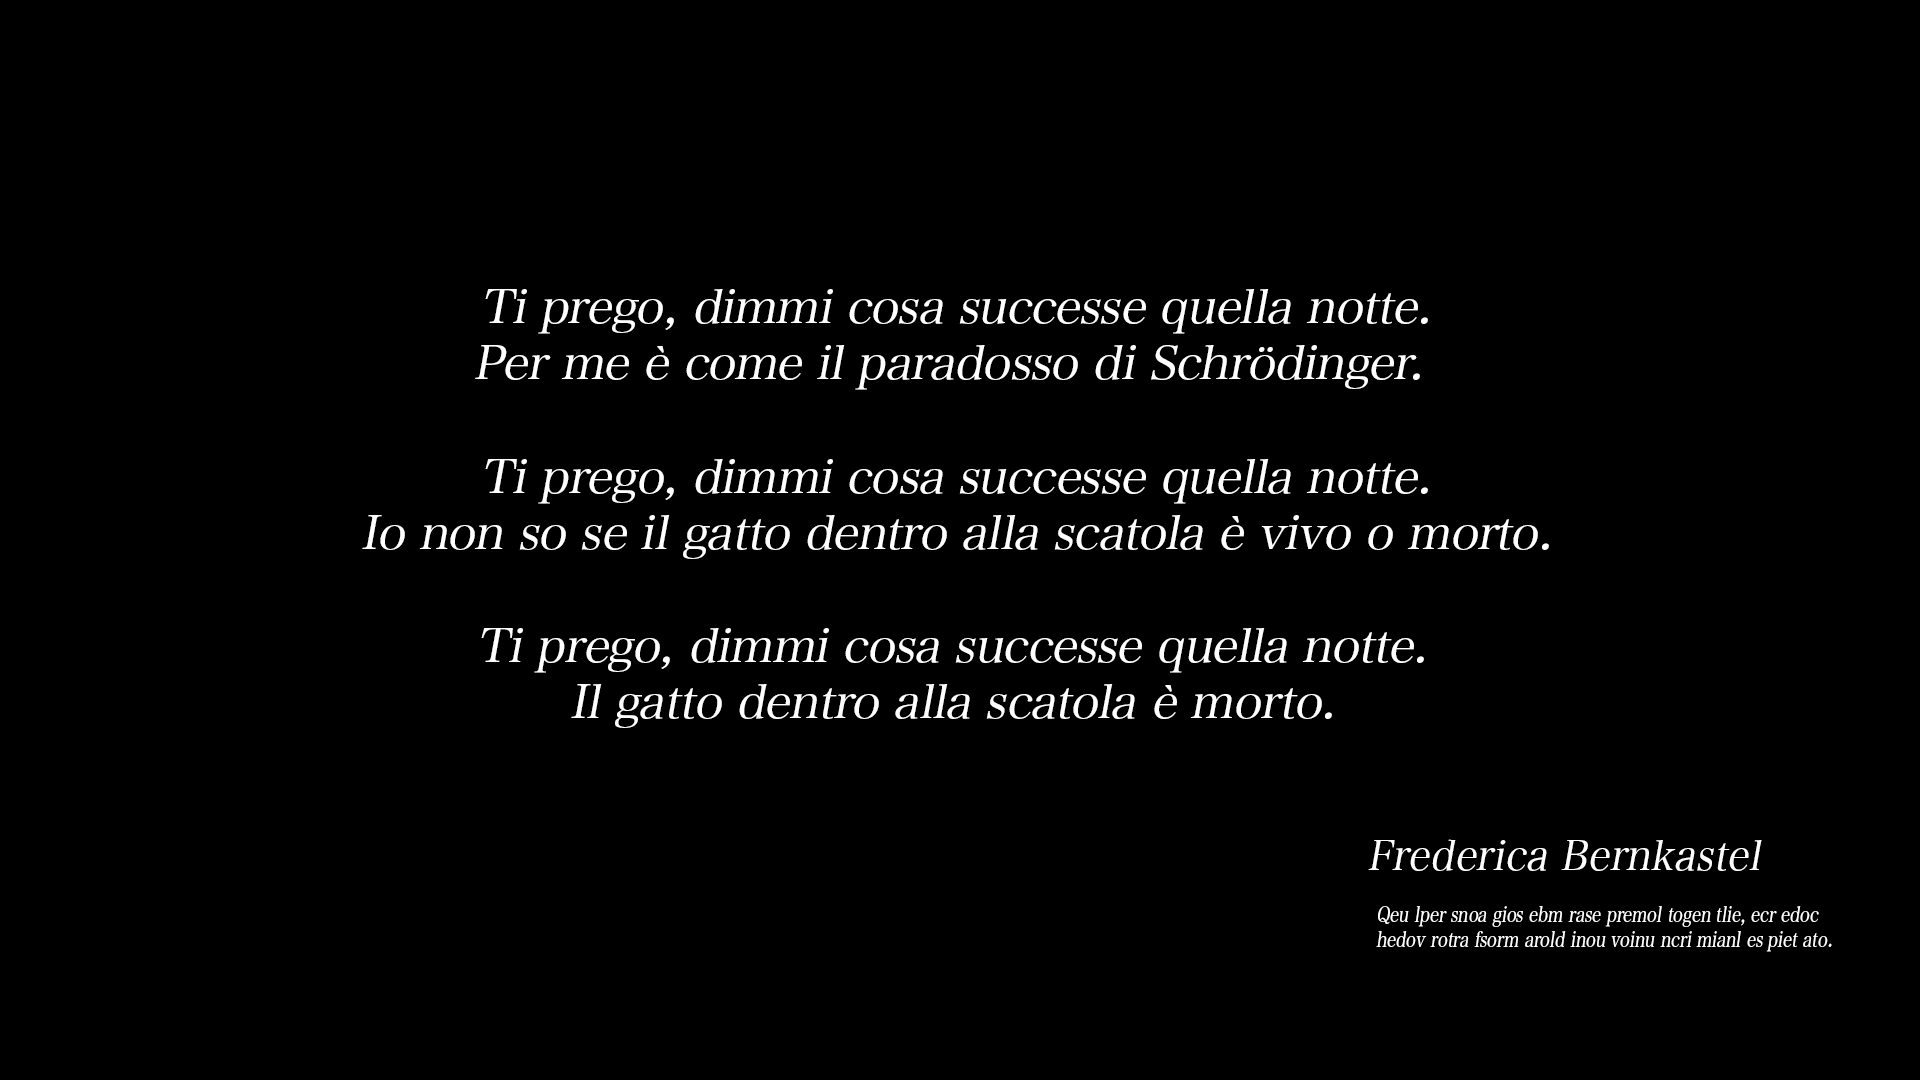 Ti prego, dimmi cosa successe quella notte.
Per me è come il paradosso di Schrödinger.
Ti prego, dimmi cosa successe quella notte.
Io non so se il gatto dentro alla scatola è vivo o morto.
Ti prego, dimmi cosa successe quella notte.
Il gatto dentro alla scatola è morto.
Frederica Bernkastel
Qeu lper snoa gios ebm rase premol togen tlie, ecr edoc
hedov rotra fsorm arold inou voinu ncri mianl es piet ato.